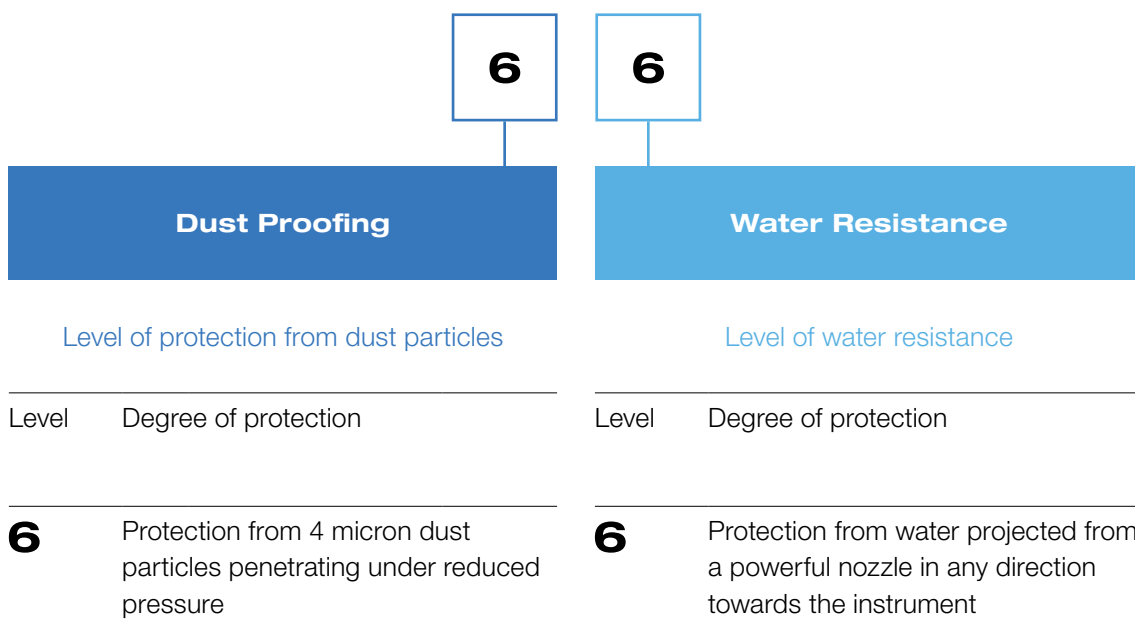 6
6
Dust Proofing
Water Resistance
Level of protection from dust particles
Level of water resistance
Level Degree of protection
Level Degree of protection
6 Protection from 4 micron dust
particles penetrating under reduced
pressure
6 Protection from water projected from
a powerful nozzle in any direction
towards the instrument